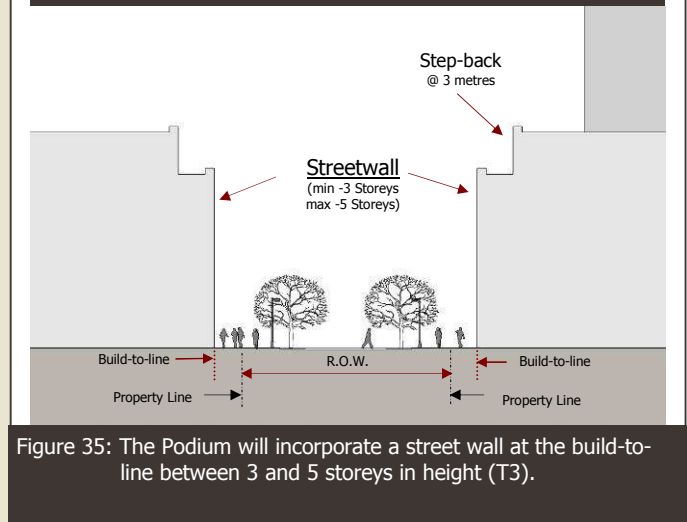 Step-back
@ 3 metres
Streetwall
(min -3 Storeys
max -5 Storeys)
Build-to-line
R.O.W.
Build-to-line
Property Line
Property Line
Figure 35: The Podium will incorporate a street wall at the build-to-
line between 3 and 5 storeys in height (T3).